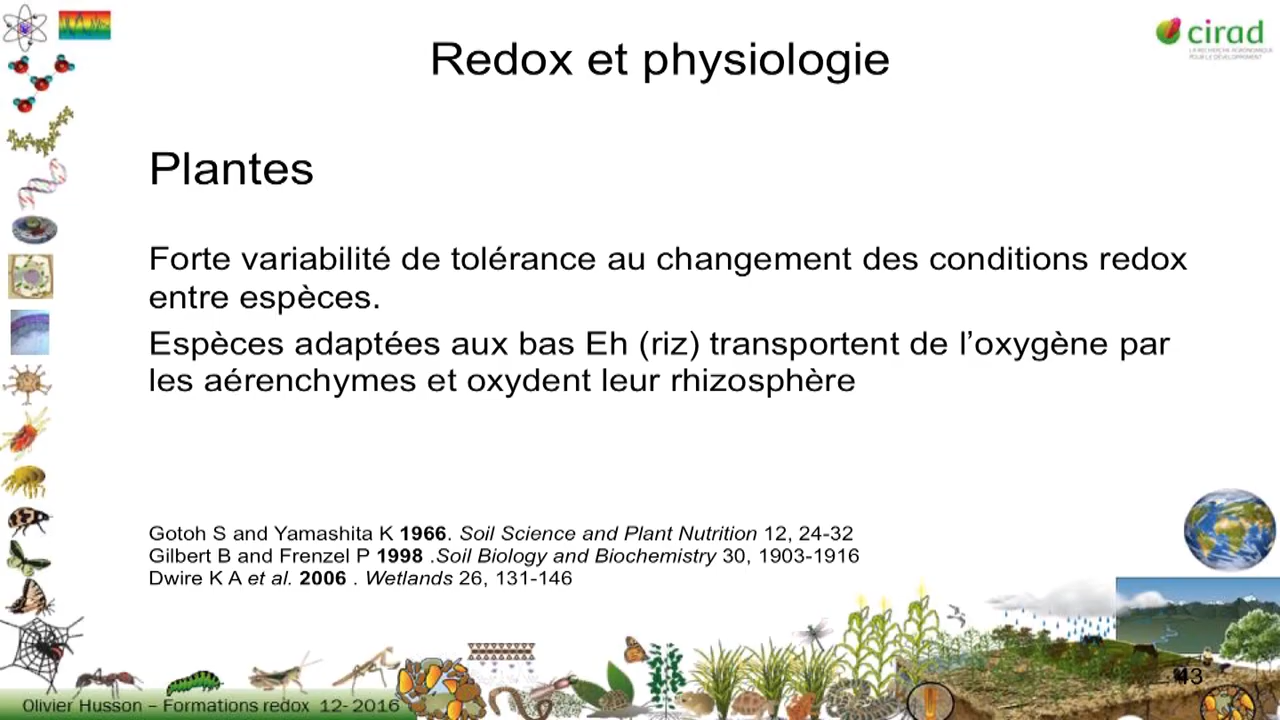 Redox et physiologie
cirad
LA RECHERCHE AGRONOMIQUE
POUR LE DÉVELOPPEMENT
Plantes
Forte variabilité de tolérance au changement des conditions redox
entre espèces.
Espèces adaptées aux bas Eh (riz) transportent de l’oxygène par
les aérenchymes et oxydent leur rhizosphère
Gotoh S and Yamashita K 1966. Soil Science and Plant Nutrition 12, 24-32
Gilbert B and Frenzel P 1998 .Soil Biology and Biochemistry 30, 1903-1916
Dwire K A et al. 2006 . Wetlands 26, 131-146
43
Olivier Husson – Formations redox 12- 2016